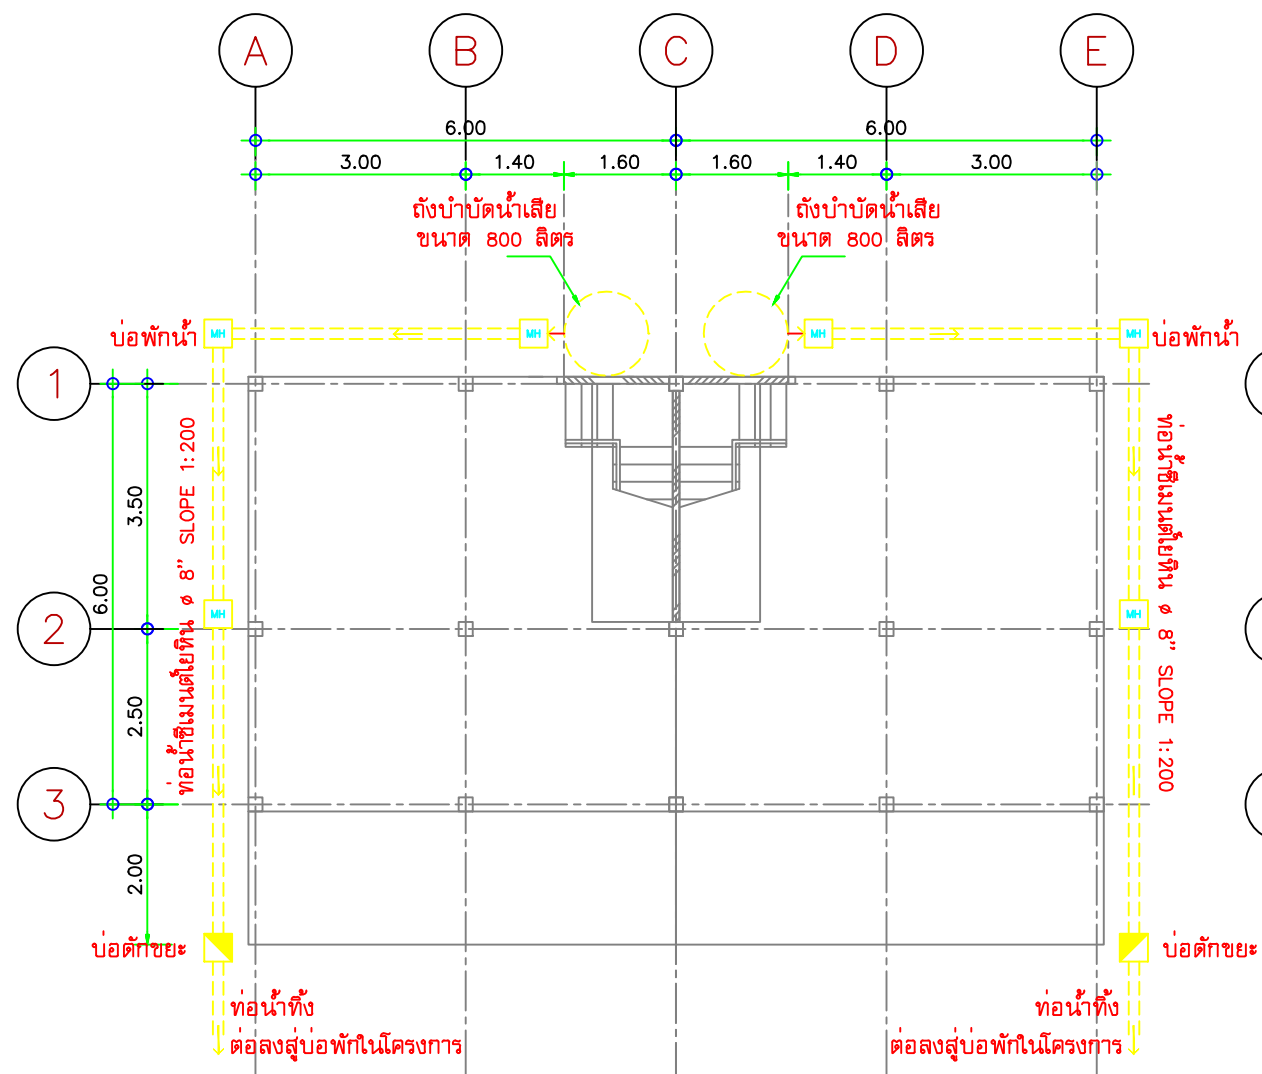 A B C D E
6.00 6.00
3.00 1.40 1.60 1.60 1.40 3.00
ถังบำบัดน้ำเสีย
ขนาด 800 ลิตร
ถังบำบัดน้ำเสีย
ขนาด 800 ลิตร
บ่อพักน้ำ MH MH MH MH บ่อพักน้ำ
1
3.50
6.00
ท่อน้ำซีเมนต์ใยหิน ø 8” SLOPE 1:200
ท่อน้ำซีเมนต์ใยหิน ø 8” SLOPE 1:200
MH MH
2
2.50
3
2.00
บ่อดักขยะ บ่อดักขยะ
ท่อน้ำทิ้ง
ต่อลงสู่บ่อพักในโครงการ
ท่อน้ำทิ้ง
ต่อลงสู่บ่อพักในโครงการ